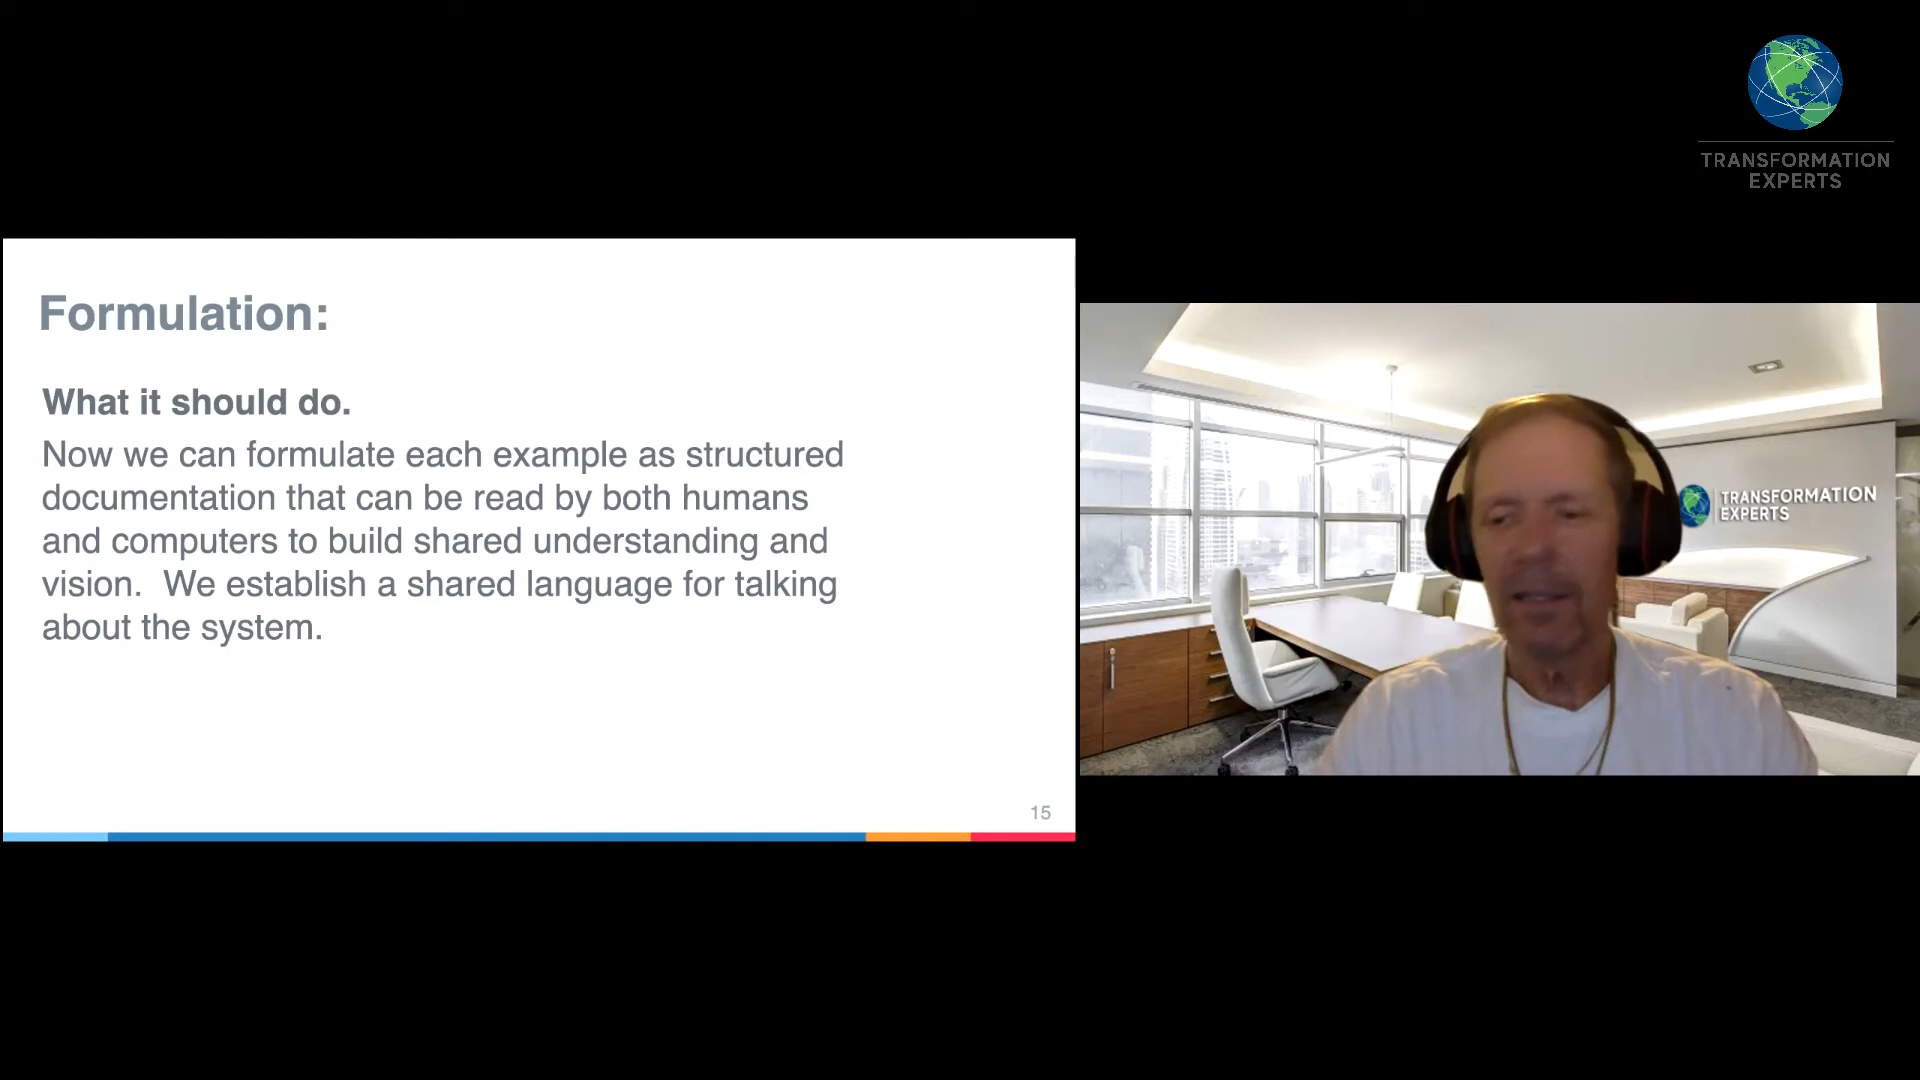 TRANSFORMATION
EXPERTS
Formulation:
What it should do.
Now we can formulate each example as structured
documentation that can be read by both humans
and computers to build shared understanding and
vision.  We establish a shared language for talking
about the system.
15
TRANSFORMATION
EXPERTS